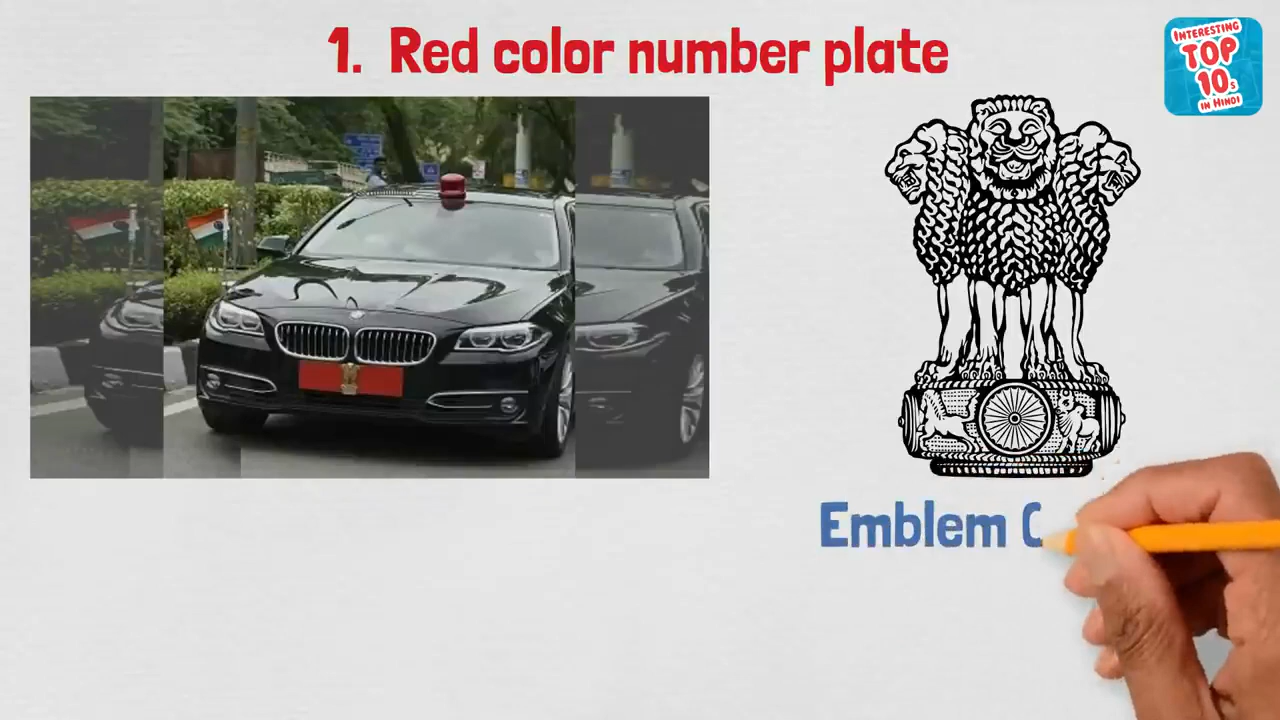 1. Red color number plate
INTERESTING
TOP
10s
IN HINDI
Emblem